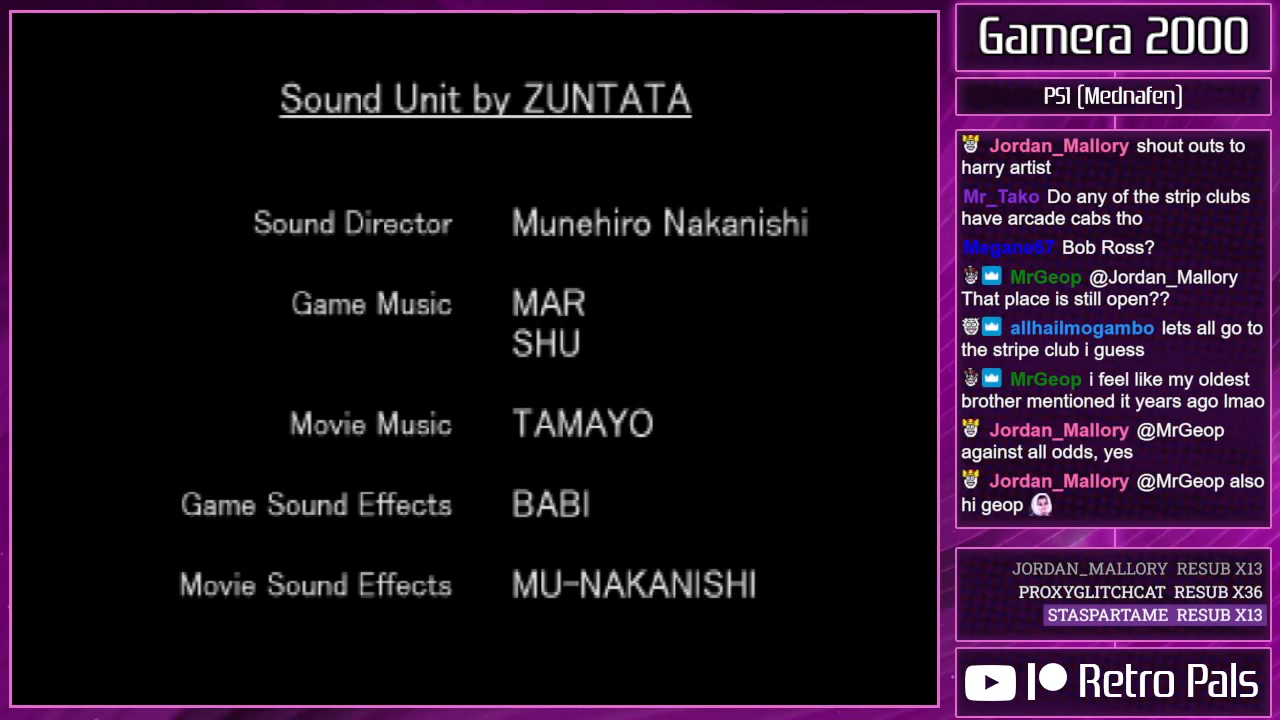 Sound Unit by ZUNTATA
Sound Director Munehiro Nakanishi
Game Music MAR
SHU
Movie Music TAMAYO
Game Sound Effects BABI
Movie Sound Effects MU-NAKANISHI
Gamera 2000
PS1 (Mednafen)
Jordan_Mallory shout outs to
harry artist
Mr_Tako Do any of the strip clubs
have arcade cabs tho
Megane67 Bob Ross?
MrGeop @Jordan_Mallory
That place is still open??
allhailmogambo lets all go to
the stripe club i guess
MrGeop i feel like my oldest
brother mentioned it years ago lmao
Jordan_Mallory @MrGeop
against all odds, yes
Jordan_Mallory @MrGeop also
hi geop
JORDAN_MALLORY RESUB X13
PROXYGLITCHCAT RESUB X36
STASPARTAME RESUB X13
Retro Pals